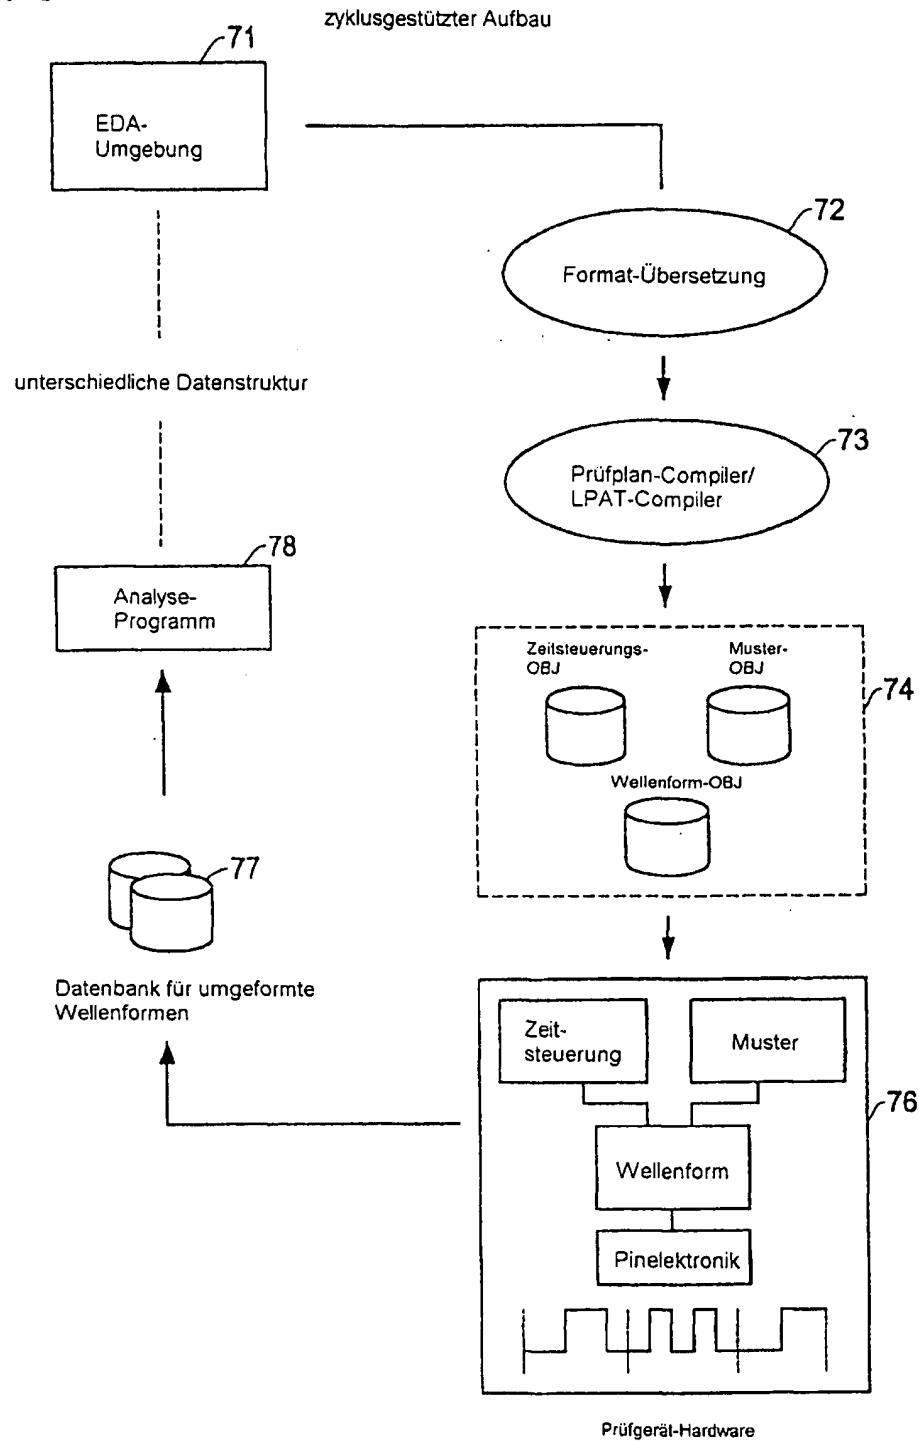 zyklusgestützter Aufbau
71
EDA-
Umgebung
72
Format-Übersetzung
unterschiedliche Datenstruktur
73
Prüfplan-Compiler/
LPAT-Compiler
78
Analyse-
Programm
Zeitsteuerungs-
OBJ
Muster-
OBJ
74
Wellenform-OBJ
77
Datenbank für umgeformte
Wellenformen
Zeit-
steuerung
Muster
76
Wellenform
Pinelektronik
Prüfgerät-Hardware